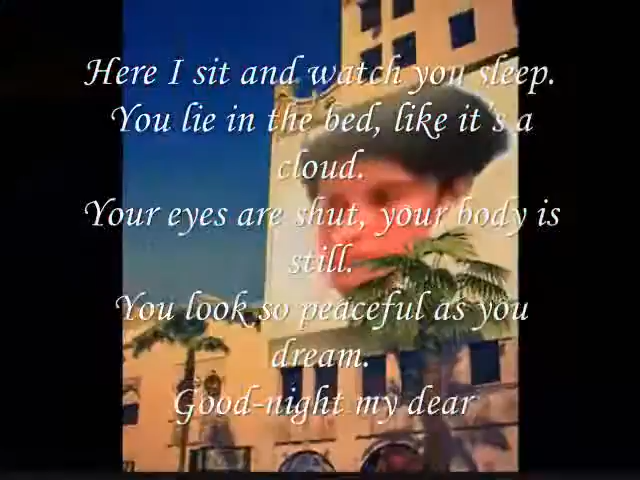 Here I sit and watch you sleep.
You lie in the bed, like it's a
cloud.
Your eyes are shut, your body is
still.
You look so peaceful as you
dream.
Good-night my dear